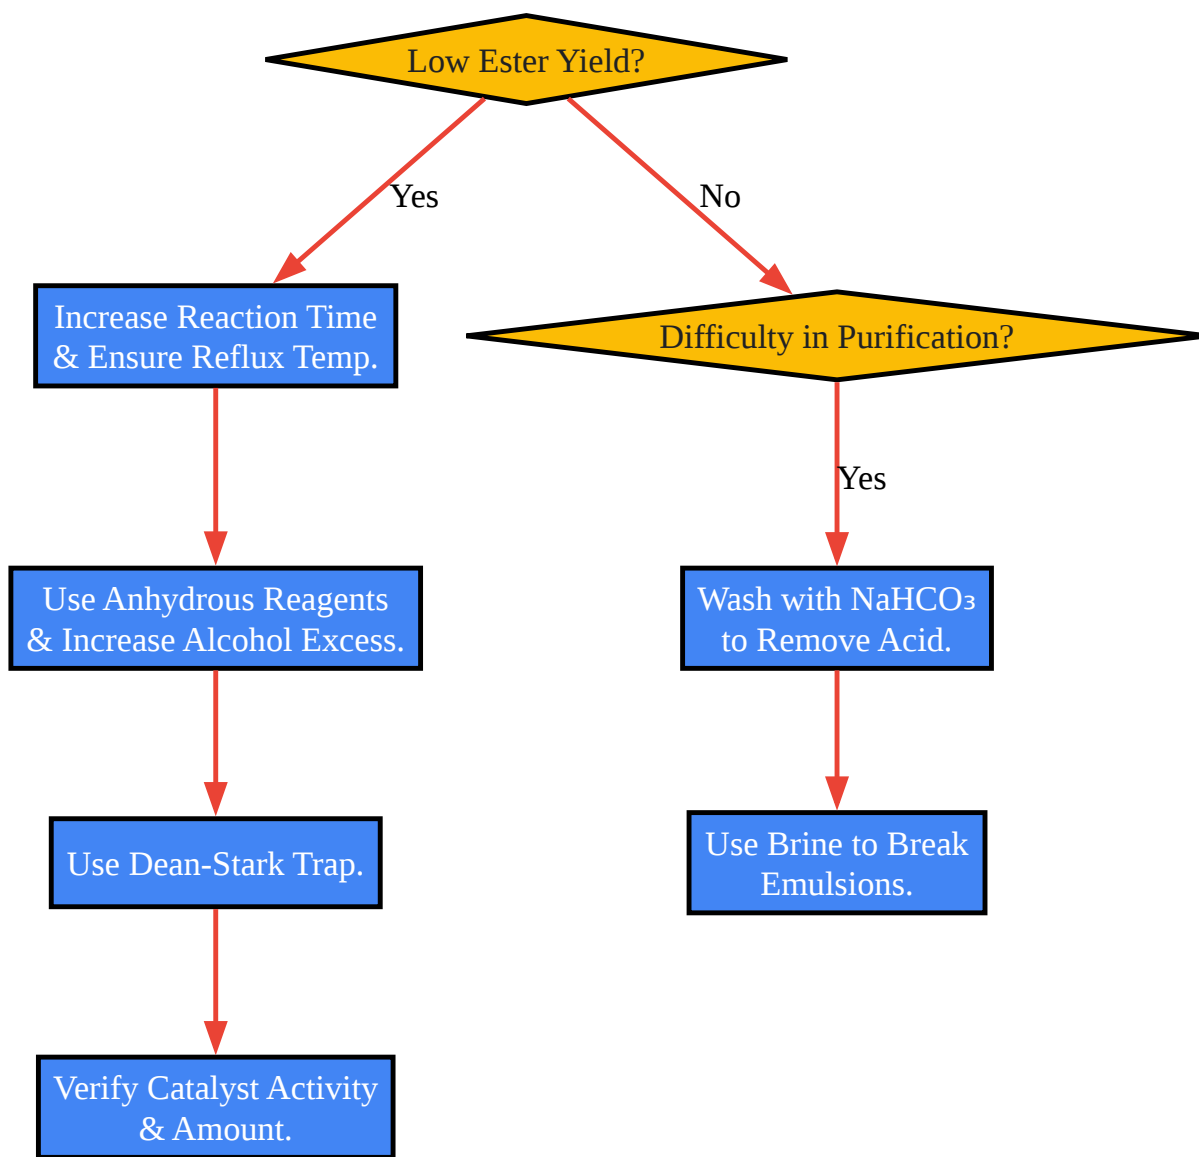 Low Ester Yield?
Yes
No
Increase Reaction Time
& Ensure Reflux Temp.
Difficulty in Purification?
Yes
Use Anhydrous Reagents
& Increase Alcohol Excess.
Wash with NaHCO₃
to Remove Acid.
Use Dean-Stark Trap.
Use Brine to Break
Emulsions.
Verify Catalyst Activity
& Amount.